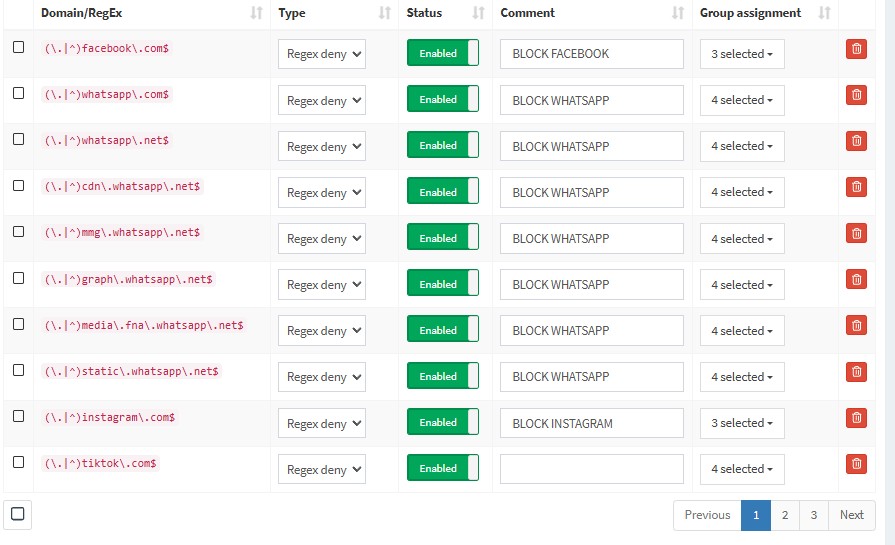 Domain/RegEx Type Status Comment Group assignment
(\.|^)facebook\.com$ Regex deny Enabled BLOCK FACEBOOK 3 selected
(\.|^)whatsapp\.com$ Regex deny Enabled BLOCK WHATSAPP 4 selected
(\.|^)whatsapp\.net$ Regex deny Enabled BLOCK WHATSAPP 4 selected
(\.|^)cdn\.whatsapp\.net$ Regex deny Enabled BLOCK WHATSAPP 4 selected
(\.|^)mmg\.whatsapp\.net$ Regex deny Enabled BLOCK WHATSAPP 4 selected
(\.|^)graph\.whatsapp\.net$ Regex deny Enabled BLOCK WHATSAPP 4 selected
(\.|^)media\.fna\.whatsapp\.net$ Regex deny Enabled BLOCK WHATSAPP 4 selected
(\.|^)static\.whatsapp\.net$ Regex deny Enabled BLOCK WHATSAPP 4 selected
(\.|^)instagram\.com$ Regex deny Enabled BLOCK INSTAGRAM 3 selected
(\.|^)tiktok\.com$ Regex deny Enabled 4 selected
Previous 1 2 3 Next